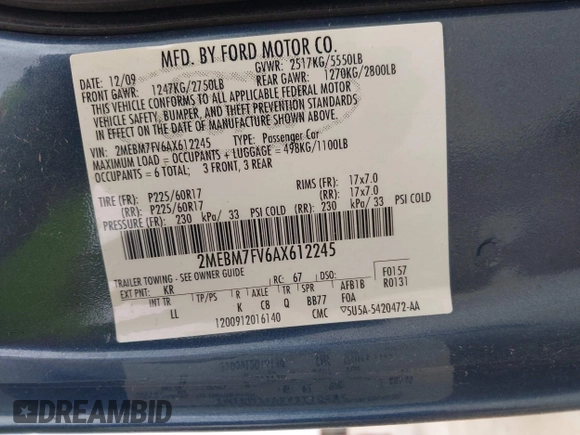 MFD. BY FORD MOTOR CO.
DATE: 12/09 GVWR: 2517KG/5550LB
FRONT GAWR: 1247KG/2750LB REAR GAWR: 1270KG/2800LB
THIS VEHICLE CONFORMS TO ALL APPLICABLE FEDERAL MOTOR
VEHICLE SAFETY, BUMPER, AND THEFT PREVENTION STANDARDS
IN EFFECT ON THE DATE OF MANUFACTURE SHOWN ABOVE.
VIN: 2MEBM7FV6AX612245 TYPE: Passenger Car
MAXIMUM LOAD = OCCUPANTS + LUGGAGE = 498KG/1100LB
OCCUPANTS = 6 TOTAL; 3 FRONT, 3 REAR
TIRE (FR): P225/60R17 RIMS (FR): 17x7.0
(RR): P225/60R17 (RR): 17x7.0
PRESSURE (FR): 230 kPa/ 33 PSI COLD (RR): 230 kPa/ 33 PSI COLD
2MEBM7FV6AX612245
TRAILER TOWING - SEE OWNER GUIDE
EXT PNT: KR RC: 67 DSO: F0157
INT TR TP/PS R AXLE TR SPR AFB1B R0131
LL K C8 Q BB77 F0A
1200912016140 CMC ▽5U5A-5420472-AA
DREAMBID